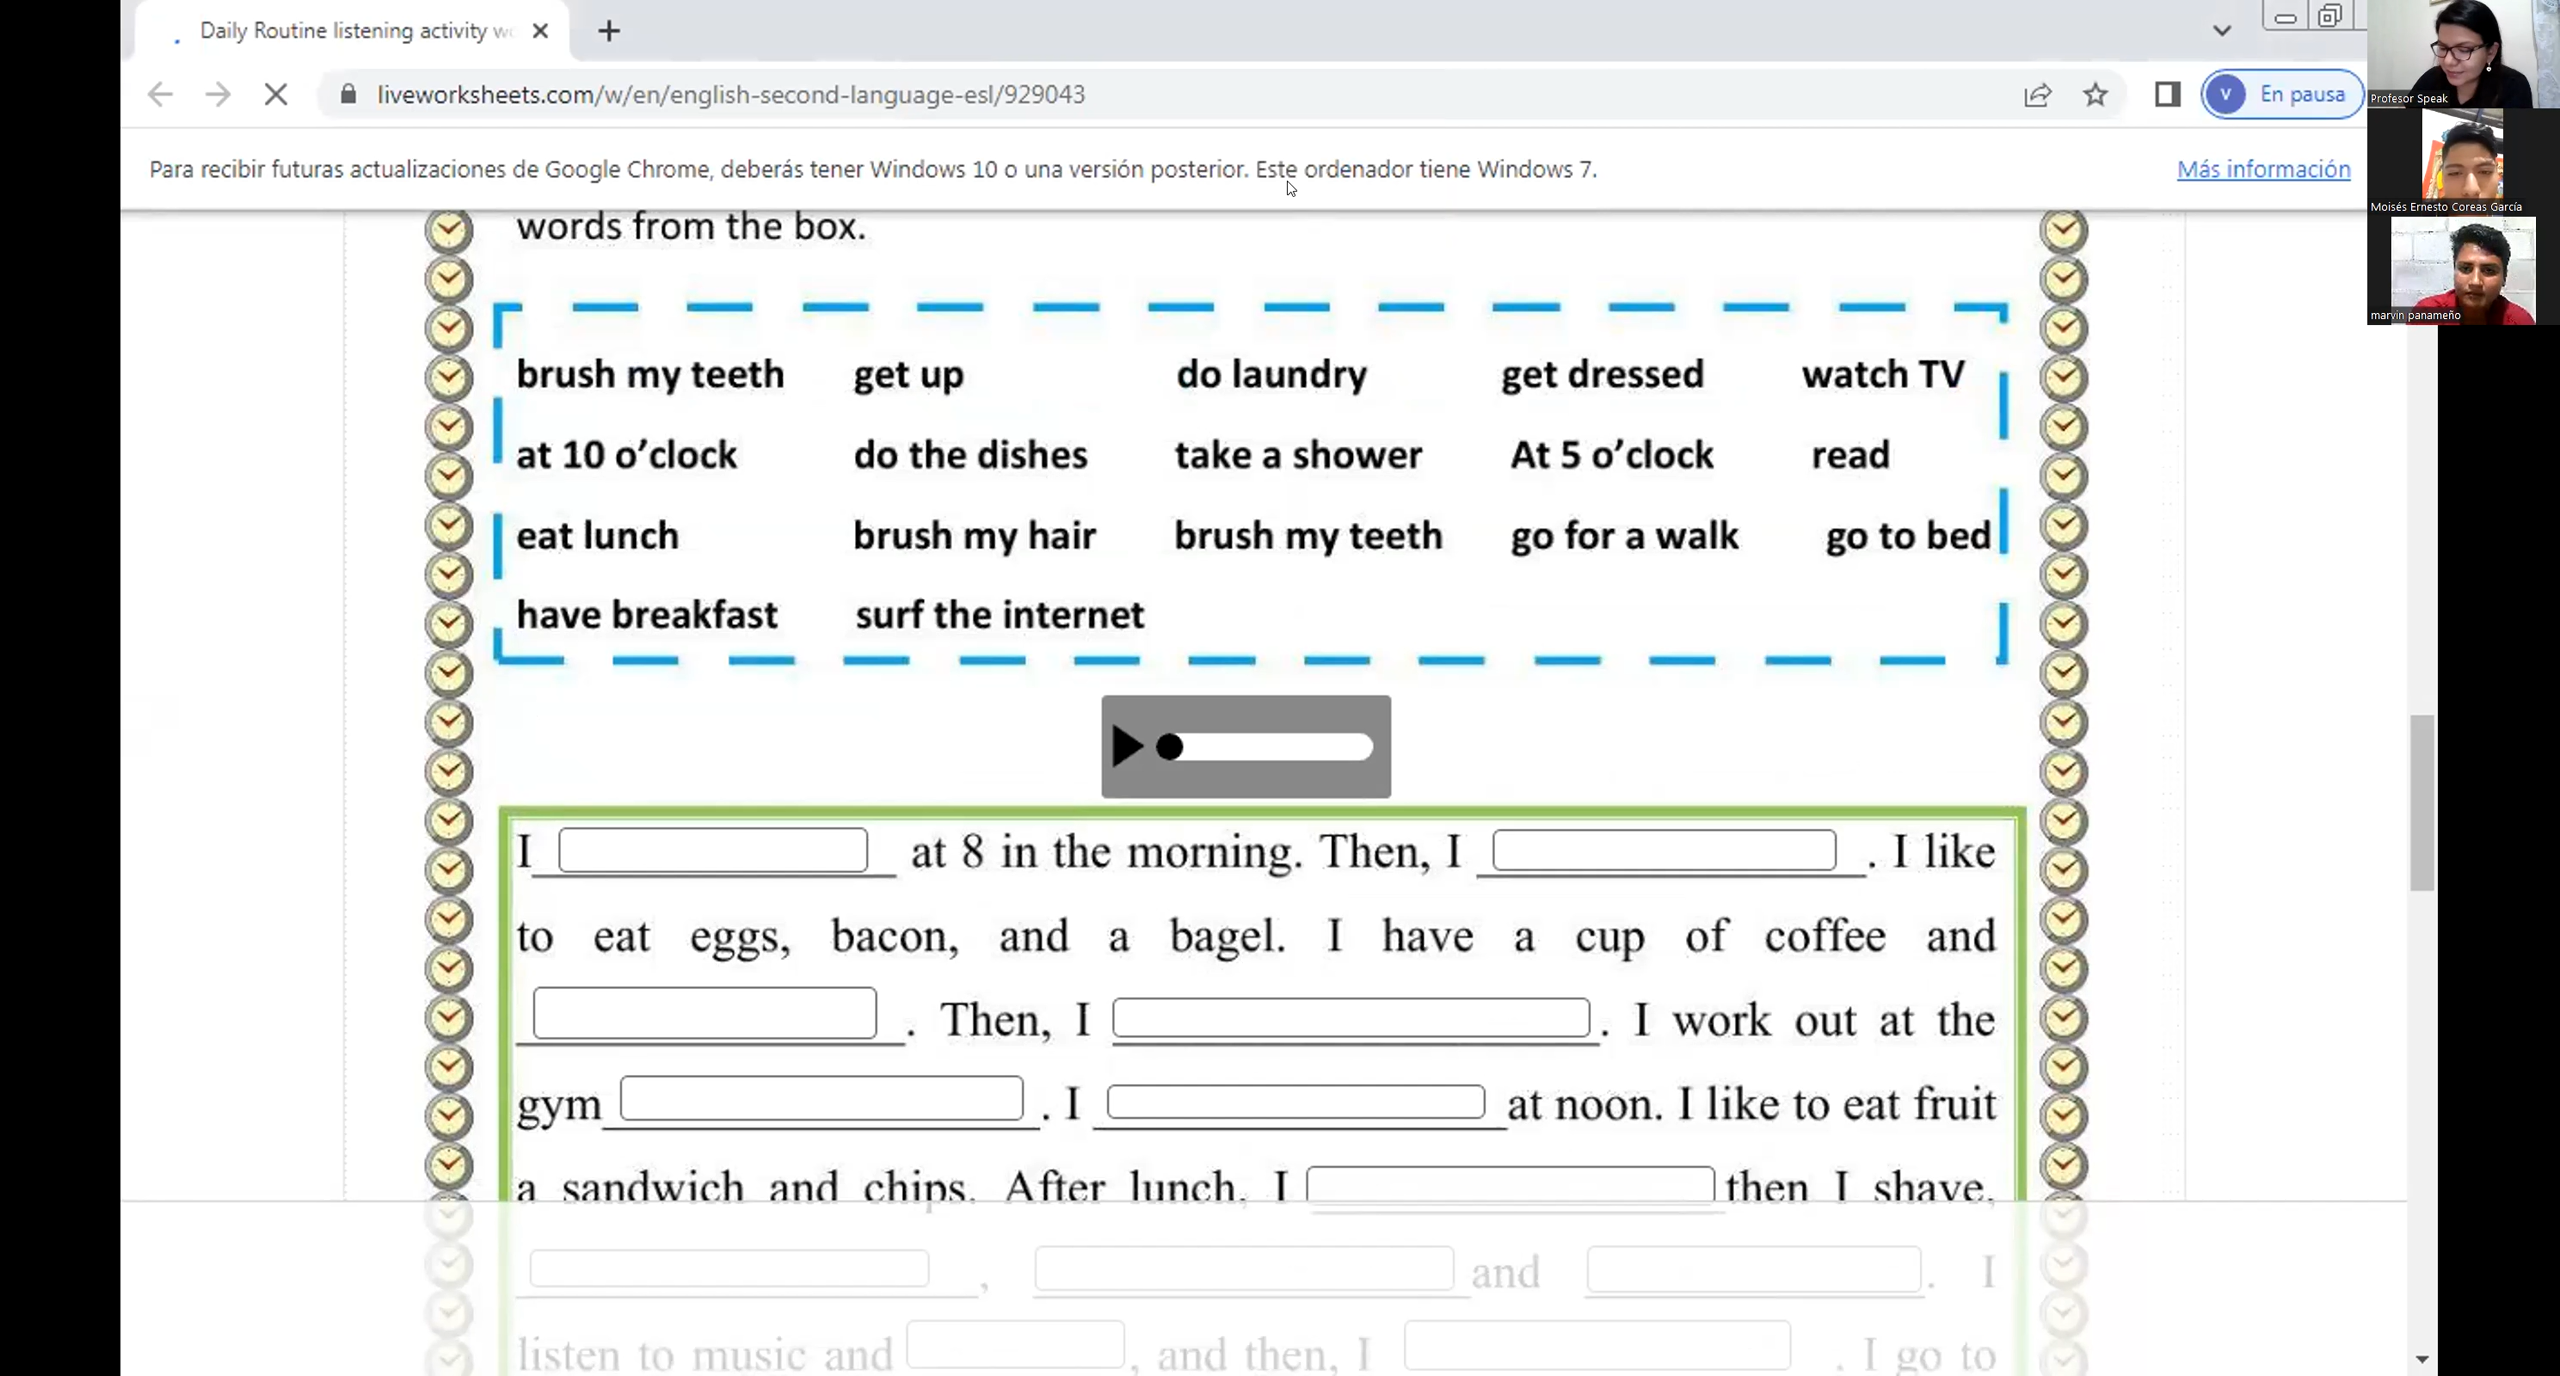 Daily Routine listening activity
liveworksheets.com/w/en/english-second-language-esl/929043
V En pausa
Profesor Speak
Para recibir futuras actualizaciones de Google Chrome, deberás tener Windows 10 o una versión posterior. Este ordenador tiene Windows 7. Más información
Moisés Ernesto Coreas García
marvin panameño
words from the box.
brush my teeth get up do laundry get dressed watch TV
at 10 o’clock do the dishes take a shower At 5 o’clock read
eat lunch brush my hair brush my teeth go for a walk go to bed
have breakfast surf the internet
I at 8 in the morning. Then, I . I like
to eat eggs, bacon, and a bagel. I have a cup of coffee and
. Then, I . I work out at the
gym . I at noon. I like to eat fruit
a sandwich and chips. After lunch, I then I shave,
, and . I
listen to music and , and then, I . I go to